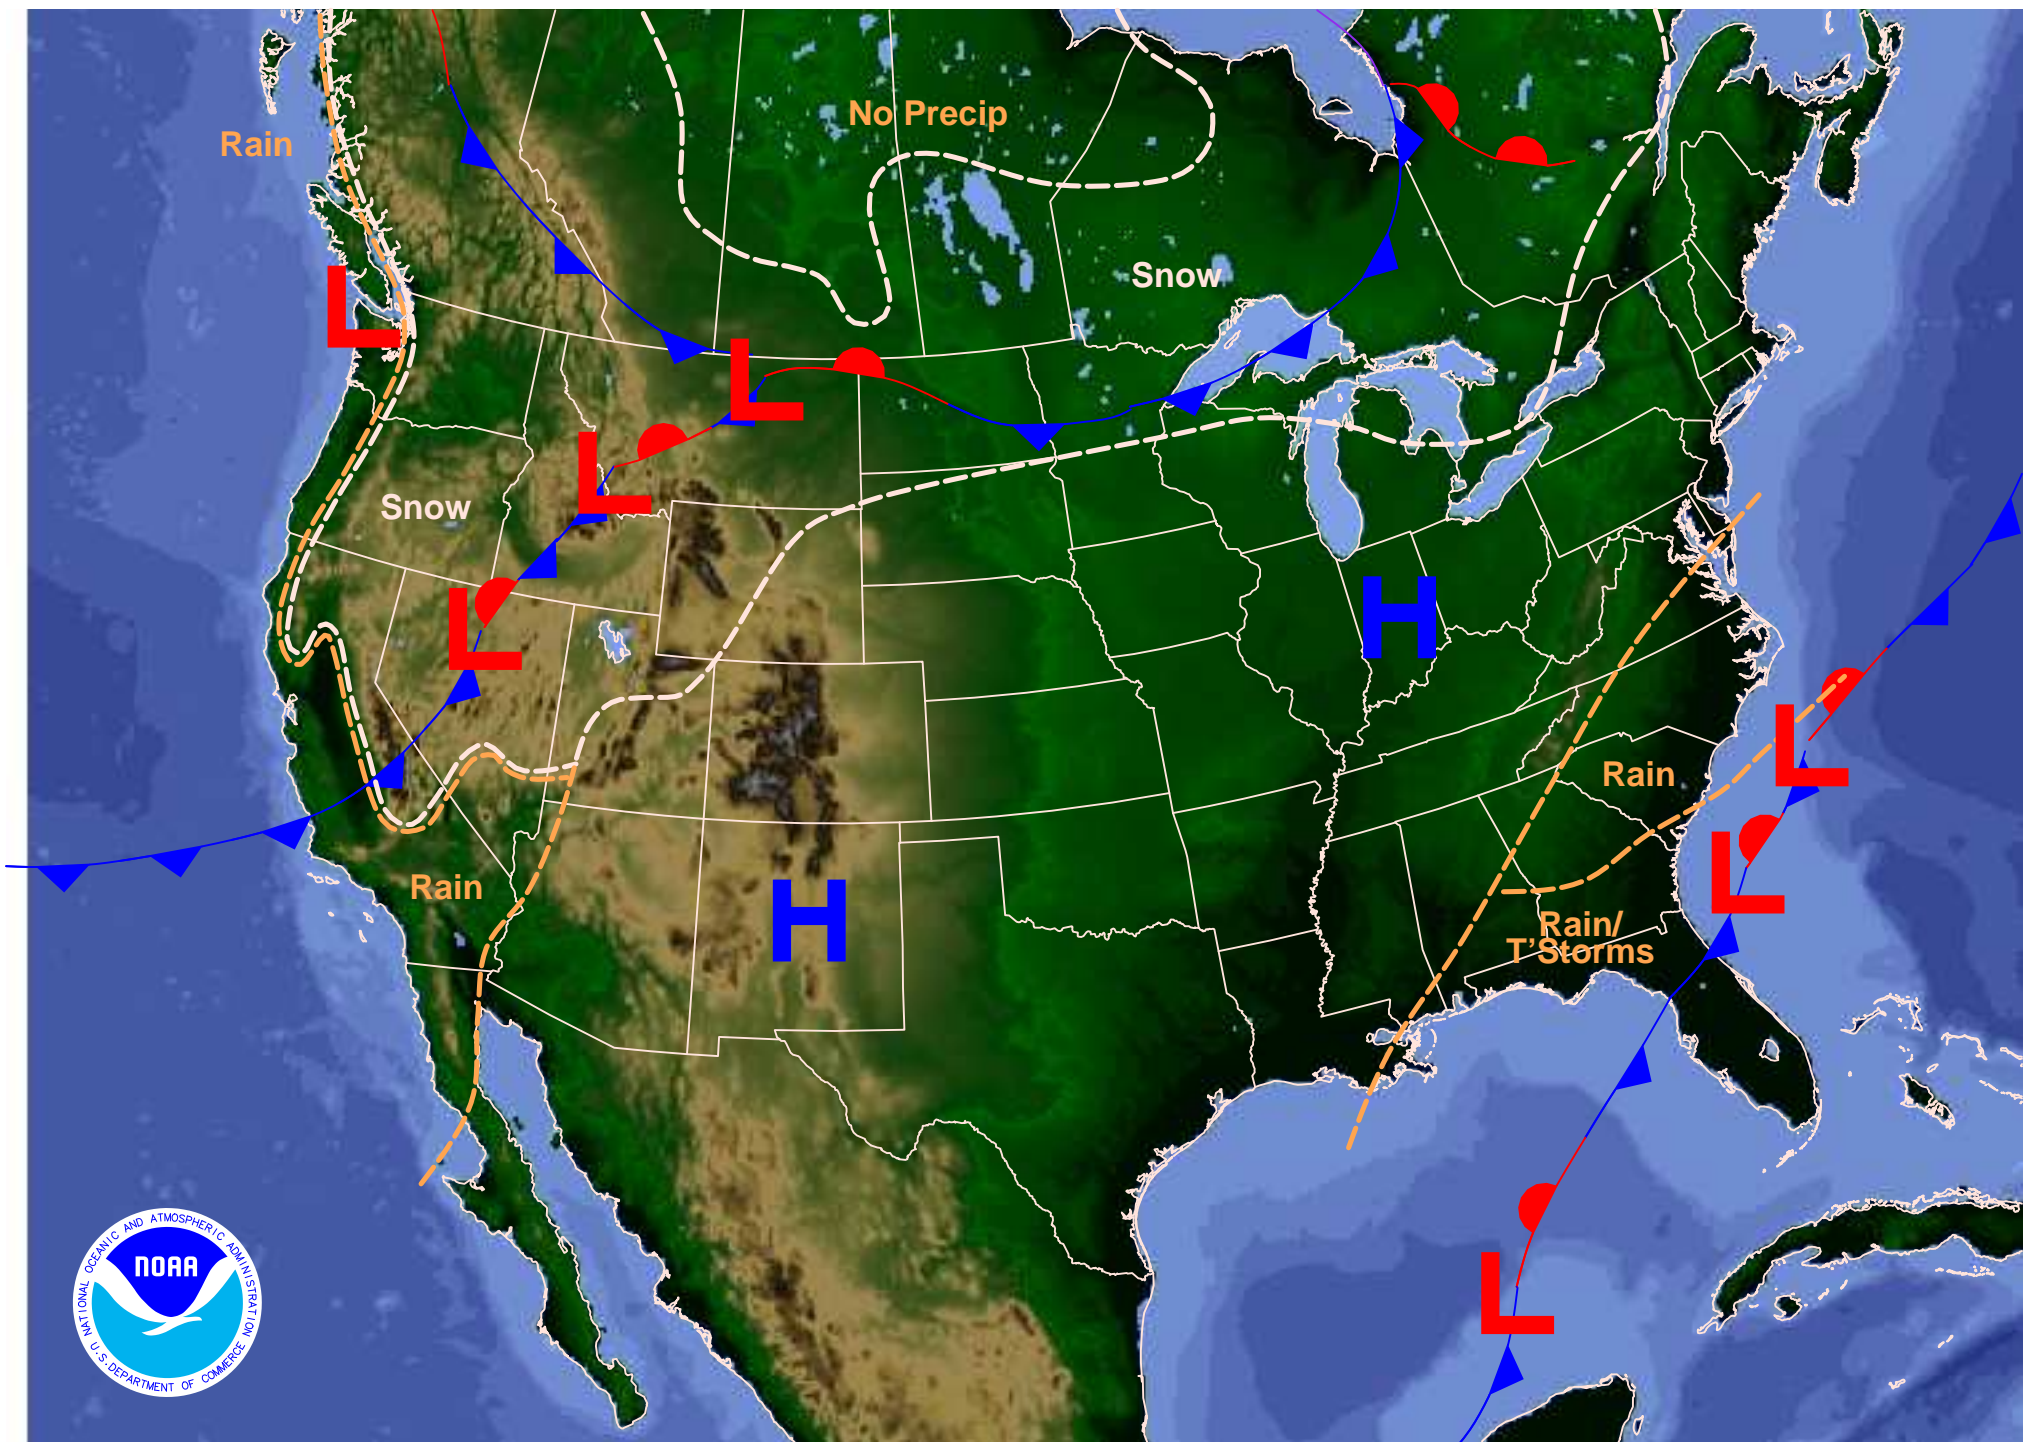 No Precip
Rain
Snow
L
L
L
Snow
H
L
L
Rain
L
Rain
H
Rain/
T'Storms
NATIONAL OCEANIC AND ATMOSPHERIC ADMINISTRATION
NOAA
U.S. DEPARTMENT OF COMMERCE
L